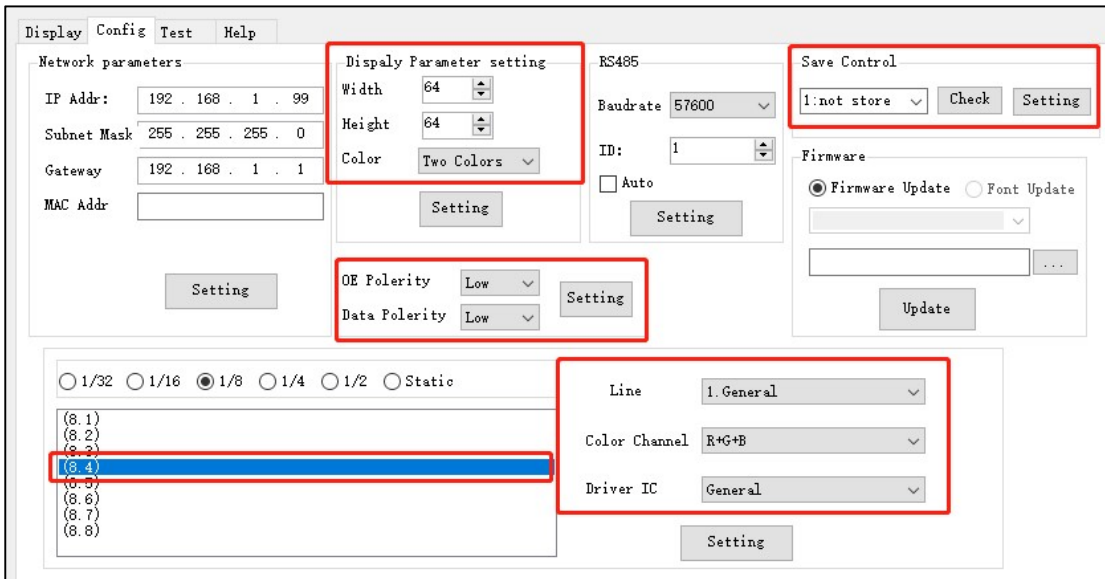 Display Config Test Help
Network parameters
IP Addr: 192 . 168 . 1 . 99
Subnet Mask 255 . 255 . 255 . 0
Gateway 192 . 168 . 1 . 1
MAC Addr
Setting
Dispaly Parameter setting
Width 64
Height 64
Color Two Colors
Setting
OE Polerity Low
Data Polerity Low
Setting
RS485
Baudrate 57600
ID: 1
Auto
Setting
Save Control
1:not store Check Setting
Firmware
Firmware Update Font Update
...
Update
1/32 1/16 1/8 1/4 1/2 Static
(8.1)
(8.2)
(8.3)
(8.4)
(8.5)
(8.6)
(8.7)
(8.8)
Line 1.General
Color Channel R+G+B
Driver IC General
Setting